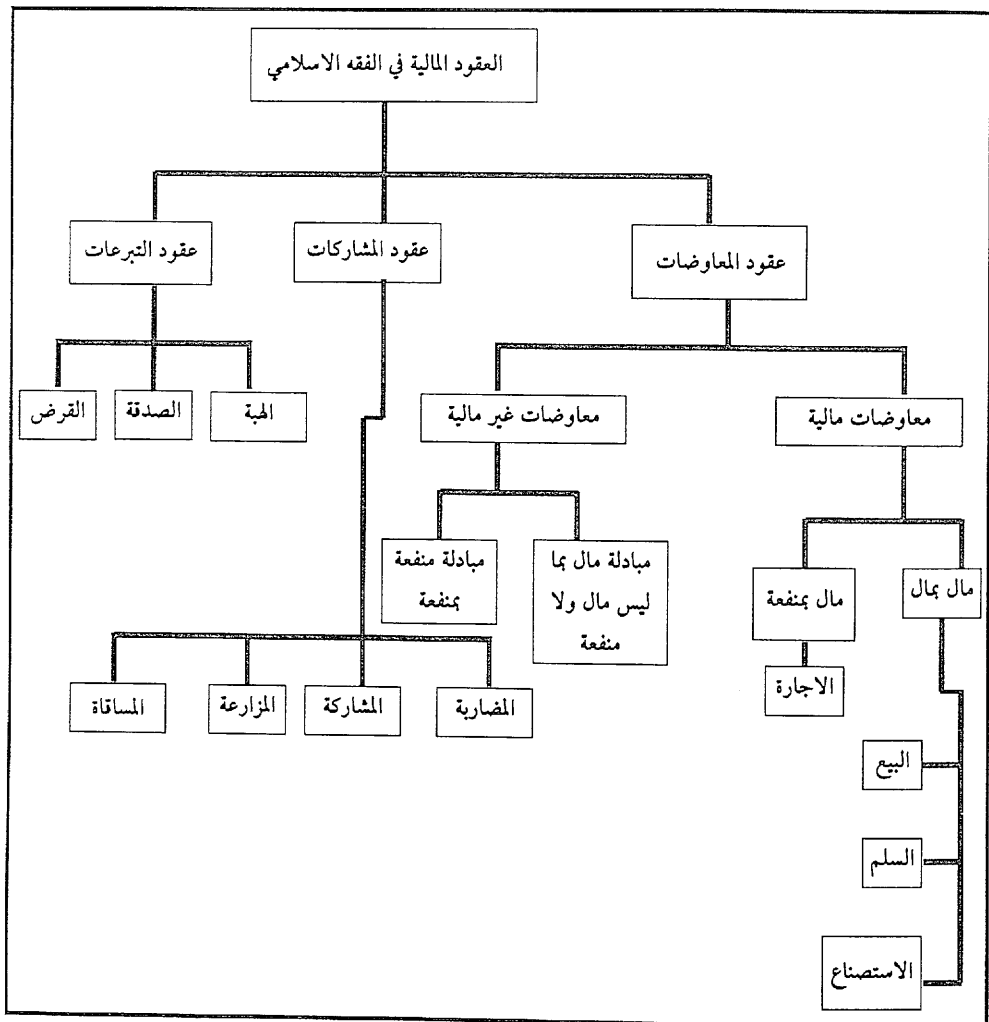 العقود المالية في الفقه الاسلامي
عقود المعاوضات
عقود المشاركات
عقود التبرعات
معاوضات مالية
معاوضات غير مالية
الهبة
الصدقة
القرض
مال بمال
مال بمنفعة
مبادلة مال بما
ليس مال ولا
منفعة
مبادلة منفعة
بمنفعة
الاجارة
المضاربة
المشاركة
المزارعة
المساقاة
البيع
السلم
الاستصناع